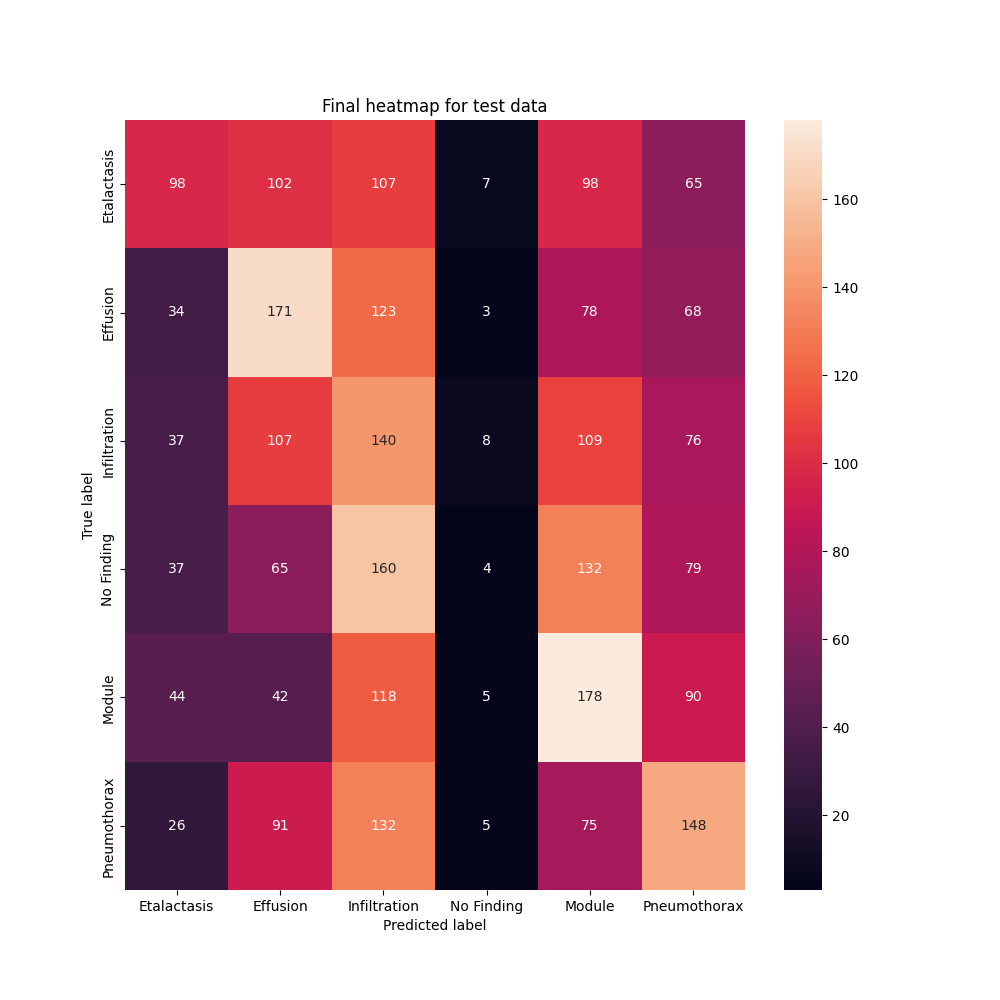 Final heatmap for test data
Etalactasis 98 102 107 7 98 65
Effusion 34 171 123 3 78 68
Infiltration 37 107 140 8 109 76
No Finding 37 65 160 4 132 79
Module 44 42 118 5 178 90
Pneumothorax 26 91 132 5 75 148
True label
Etalactasis Effusion Infiltration No Finding Module Pneumothorax
Predicted label
160
140
120
100
80
60
40
20